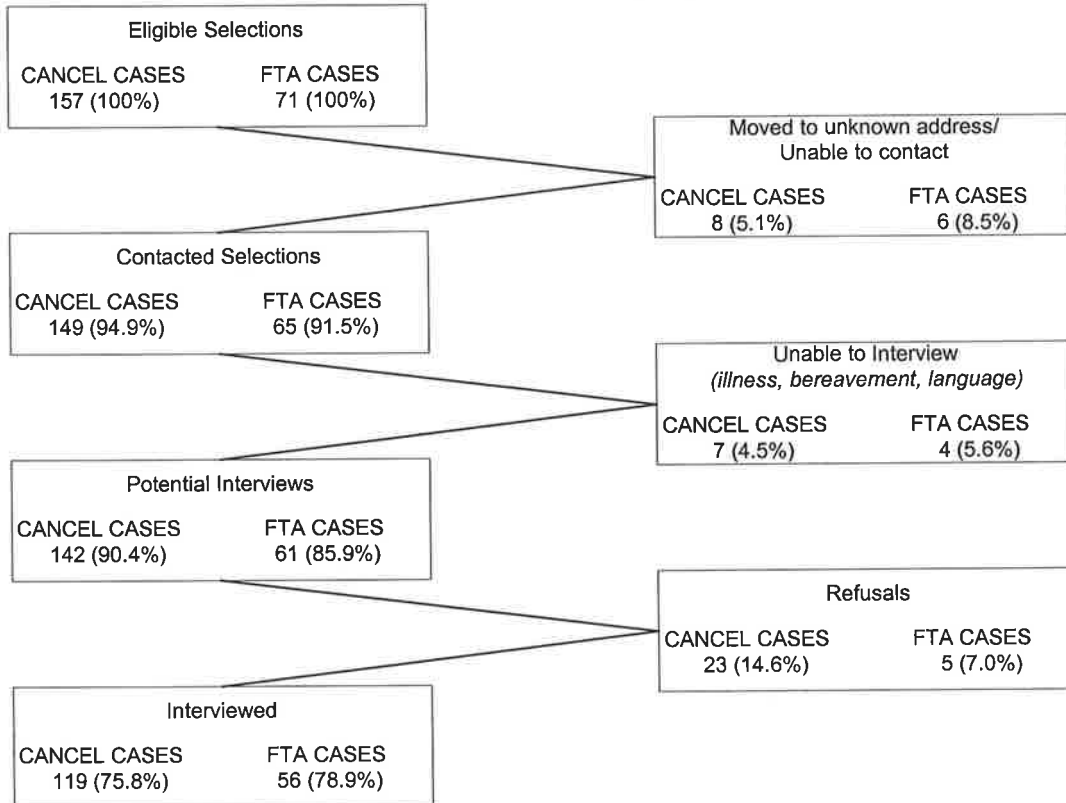 Eligible Selections
CANCEL CASES FTA CASES
157 (100%) 71 (100%)
Moved to unknown address/
Unable to contact
CANCEL CASES FTA CASES
8 (5.1%) 6 (8.5%)
Contacted Selections
CANCEL CASES FTA CASES
149 (94.9%) 65 (91.5%)
Unable to Interview
(illness, bereavement, language)
CANCEL CASES FTA CASES
7 (4.5%) 4 (5.6%)
Potential Interviews
CANCEL CASES FTA CASES
142 (90.4%) 61 (85.9%)
Refusals
CANCEL CASES FTA CASES
23 (14.6%) 5 (7.0%)
Interviewed
CANCEL CASES FTA CASES
119 (75.8%) 56 (78.9%)